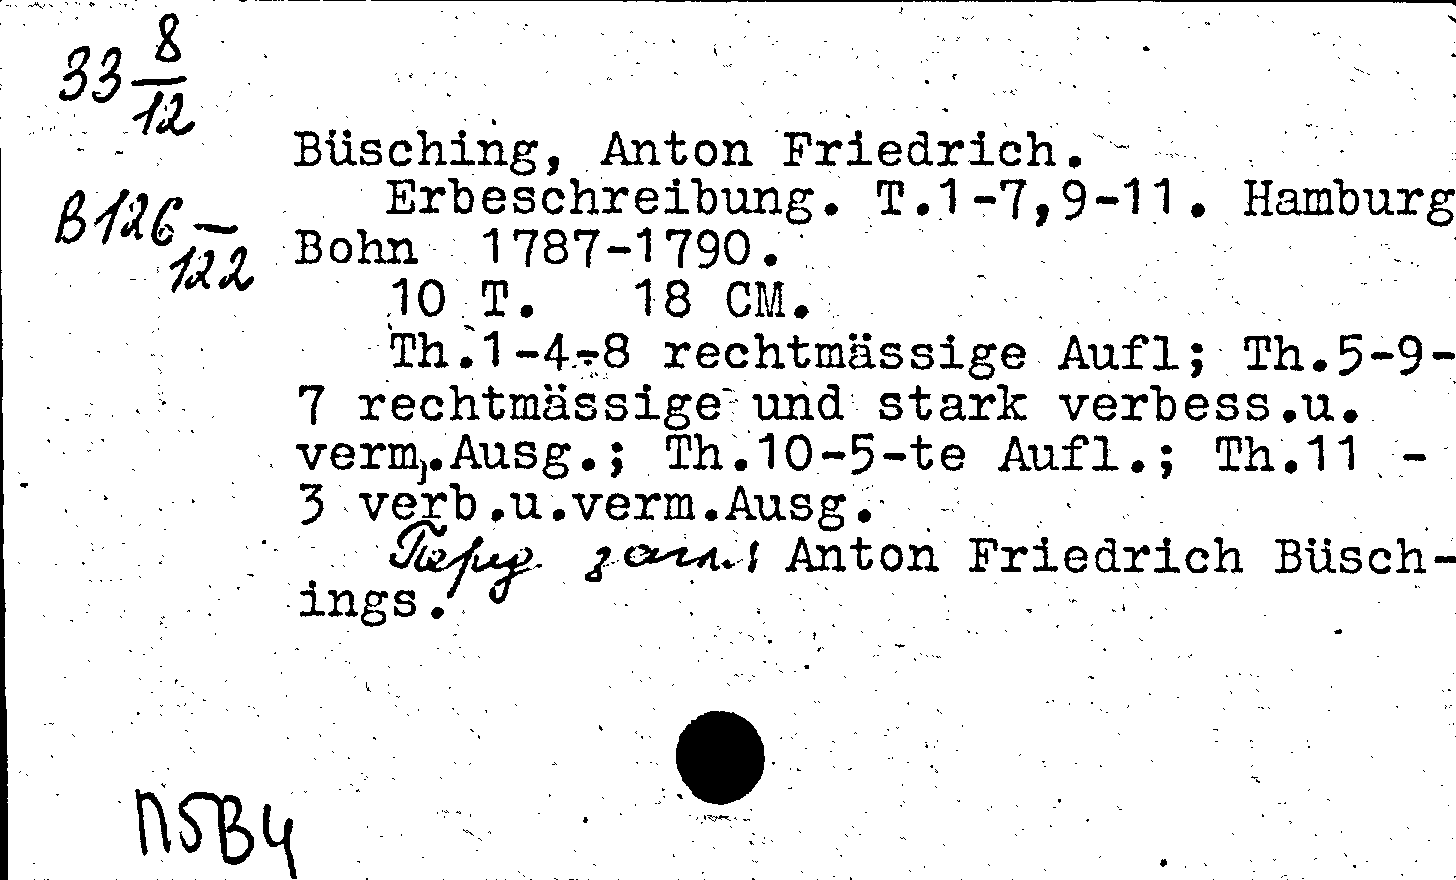 33 8/12
Büsching, Anton Friedrich.
Erbeschreibung. T.1-7,9-11. Hamburg
B126-
122
Bohn 1787-1790.
10 T. 18 CM.
Th.1-4-8 rechtmässige Aufl; Th.5-9-
7 rechtmässige und stark verbess.u.
verm,.Ausg.; Th.10-5-te Aufl.; Th.11 -
3 verb.u.verm.Ausg.
Перед загл.: Anton Friedrich Büsch-
ings.
П5В4